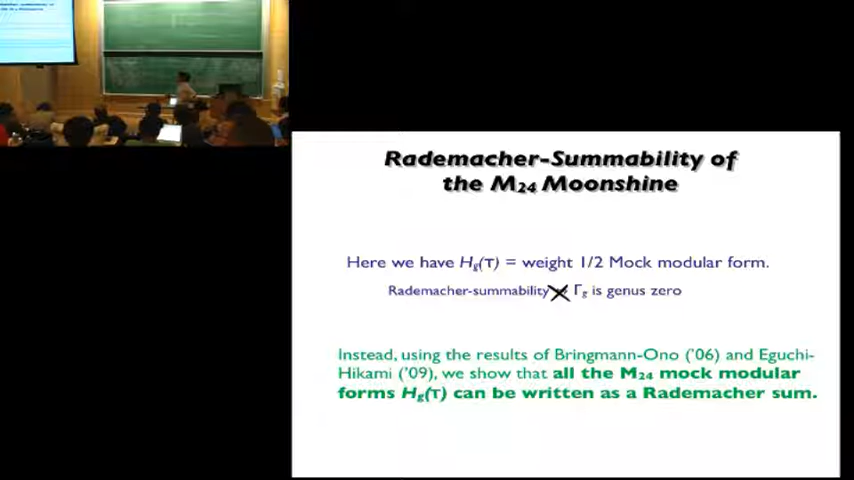 Rademacher-Summability of
the M₂₄ Moonshine
Here we have H_g(τ) = weight 1/2 Mock modular form.
Rademacher-summability Γ_g is genus zero
Instead, using the results of Bringmann-Ono ('06) and Eguchi-
Hikami ('09), we show that all the M₂₄ mock modular
forms H_g(τ) can be written as a Rademacher sum.